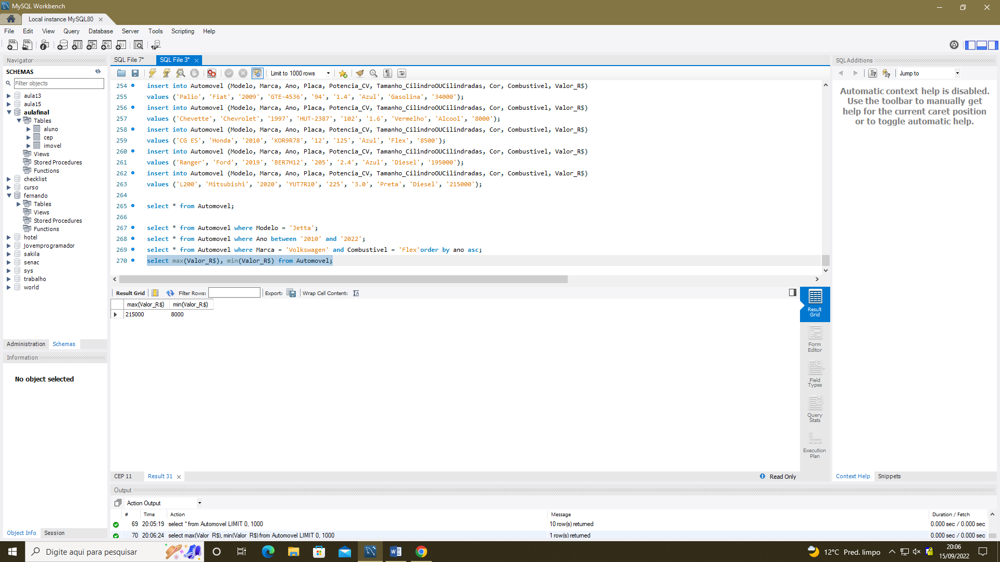 MySQL Workbench
Local instance MySQL80
File Edit View Query Database Server Tools Scripting Help
Navigator
SCHEMAS
Filter objects
aula13
aula15
aulafinal
Tables
aluno
cep
imovel
Views
Stored Procedures
Functions
checklist
curso
fernando
Tables
Views
Stored Procedures
Functions
hotel
jovemprogramador
sakila
senac
sys
trabalho
world
Administration Schemas
Information
No object selected
Object Info Session
SQL File 7* SQL File 3*
Limit to 1000 rows
254 insert into Automovel (Modelo, Marca, Ano, Placa, Potencia_CV, Tamanho_CilindroOUCilindradas, Cor, Combustivel, Valor_R$)
255 values ('Palio', 'Fiat', '2009', 'GTE-4536', '94', '1.4', 'Azul', 'Gasolina', '34000');
256 insert into Automovel (Modelo, Marca, Ano, Placa, Potencia_CV, Tamanho_CilindroOUCilindradas, Cor, Combustivel, Valor_R$)
257 values ('Chevette', 'Chevrolet', '1997', 'HUT-2387', '102', '1.6', 'Vermelho', 'Alcool', '8000');
258 insert into Automovel (Modelo, Marca, Ano, Placa, Potencia_CV, Tamanho_CilindroOUCilindradas, Cor, Combustivel, Valor_R$)
259 values ('CG ES', 'Honda', '2010', 'KOR9R78', '12', '125', 'Azul', 'Flex', '8500');
260 insert into Automovel (Modelo, Marca, Ano, Placa, Potencia_CV, Tamanho_CilindroOUCilindradas, Cor, Combustivel, Valor_R$)
261 values ('Ranger', 'Ford', '2019', 'BER7H12', '205', '2.4', 'Azul', 'Diesel', '195000');
262 insert into Automovel (Modelo, Marca, Ano, Placa, Potencia_CV, Tamanho_CilindroOUCilindradas, Cor, Combustivel, Valor_R$)
263 values ('L200', 'Mitsubishi', '2020', 'YUT7R10', '225', '3.0', 'Preta', 'Diesel', '215000');
264
265 select * from Automovel;
266
267 select * from Automovel where Modelo = 'Jetta';
268 select * from Automovel where Ano between '2010' and '2022';
269 select * from Automovel where Marca = 'Volkswagen' and Combustivel = 'Flex'order by ano asc;
270 select max(Valor_R$), min(Valor_R$) from Automovel;
Result Grid Filter Rows: Export: Wrap Cell Content:
max(Valor_R$) min(Valor_R$)
215000 8000
Result
Grid
Form
Editor
Field
Types
Query
Stats
Execution
Plan
CEP 11 Result 31 Read Only
SQLAdditions
Jump to
Automatic context help is disabled.
Use the toolbar to manually get
help for the current caret position
or to toggle automatic help.
Context Help Snippets
Output
Action Output
# Time Action Message Duration / Fetch
69 20:05:19 select * from Automovel LIMIT 0, 1000 10 row(s) returned 0.000 sec / 0.000 sec
70 20:06:24 select max(Valor_R$), min(Valor_R$) from Automovel LIMIT 0, 1000 1 row(s) returned 0.000 sec / 0.000 sec
Digite aqui para pesquisar
12°C Pred. limpo
20:06
15/09/2022